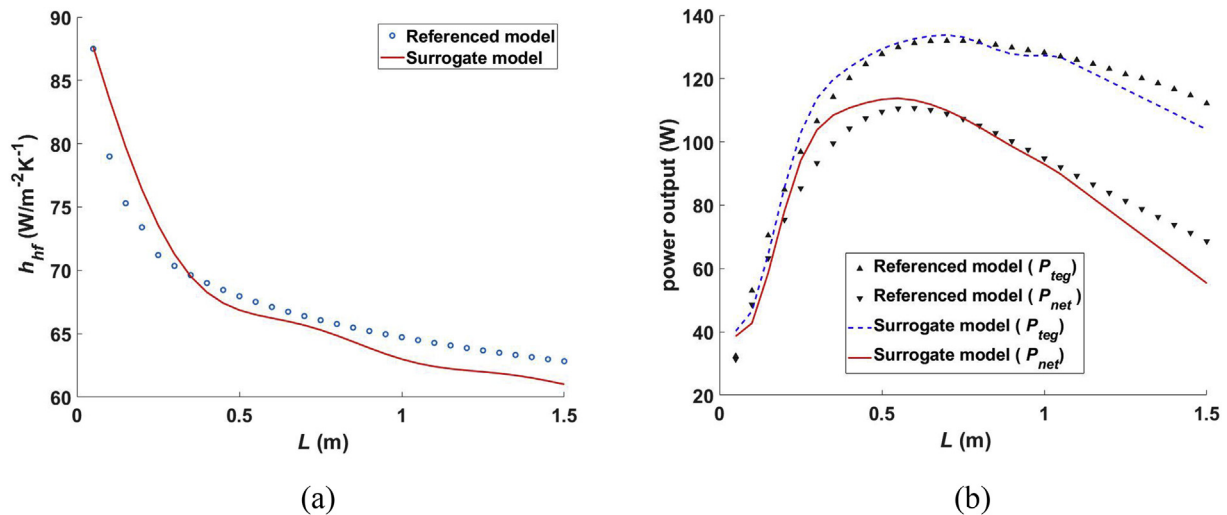 90
85
80
75
70
65
60
0
0.5
1
1.5
h_hf (W/m⁻²K⁻¹)
L (m)
Referenced model
Surrogate model
(a)
140
120
100
80
60
40
20
0
0.5
1
1.5
power output (W)
L (m)
Referenced model ( P_teg)
Referenced model ( P_net )
Surrogate model ( P_teg)
Surrogate model ( P_net)
(b)